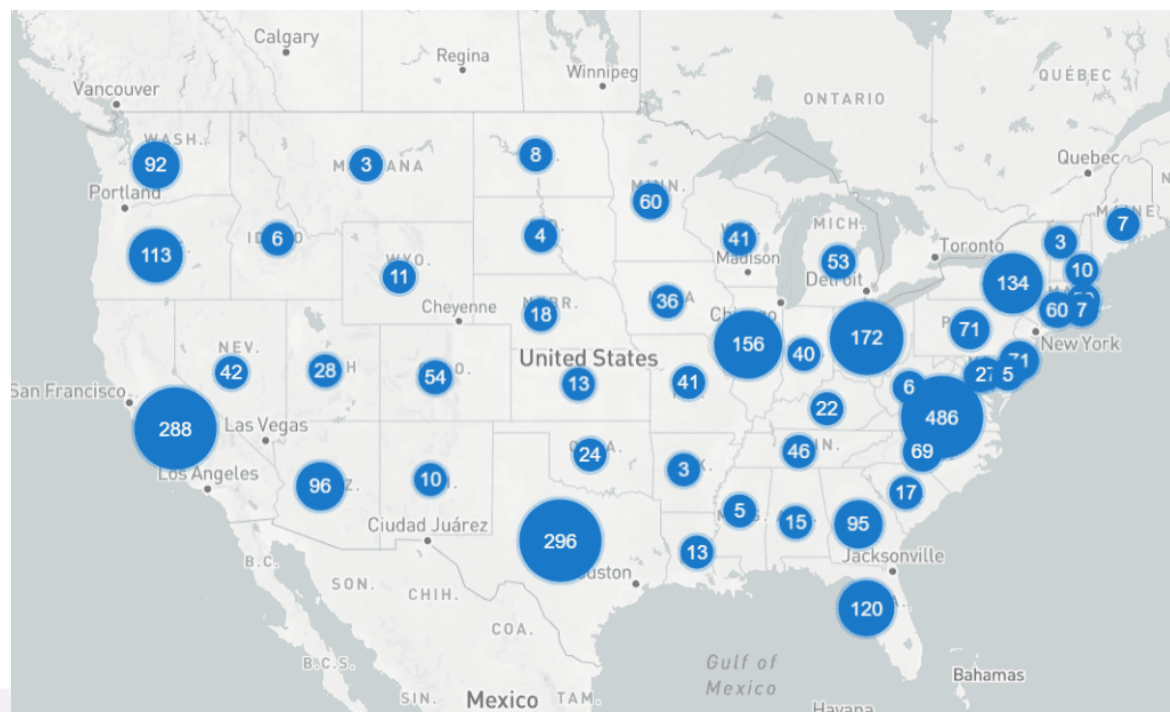 Calgary
Regina
Winnipeg
QUÉBEC
Vancouver
ONTARIO
WASH.
8
Quebec
92
3
MINN.
60
Portland
MAINE
7
MICH.
6
4
41
3
113
Toronto
Madison
53
10
WYO.
11
Detroit
134
36
60
7
Cheyenne
18
156
172
71
New York
NEV.
United States
42
28
54
40
71
13
41
27
5
San Francisco
6
288
Las Vegas
22
486
24
46
69
Los Angeles
3
96
10
17
Ciudad Juárez
5
15
95
296
13
Jacksonville
B.C.
SON.
CHIH.
120
COA.
B.C.S.
Gulf of
Mexico
Bahamas
SIN.
Mexico
TAM.
Havana